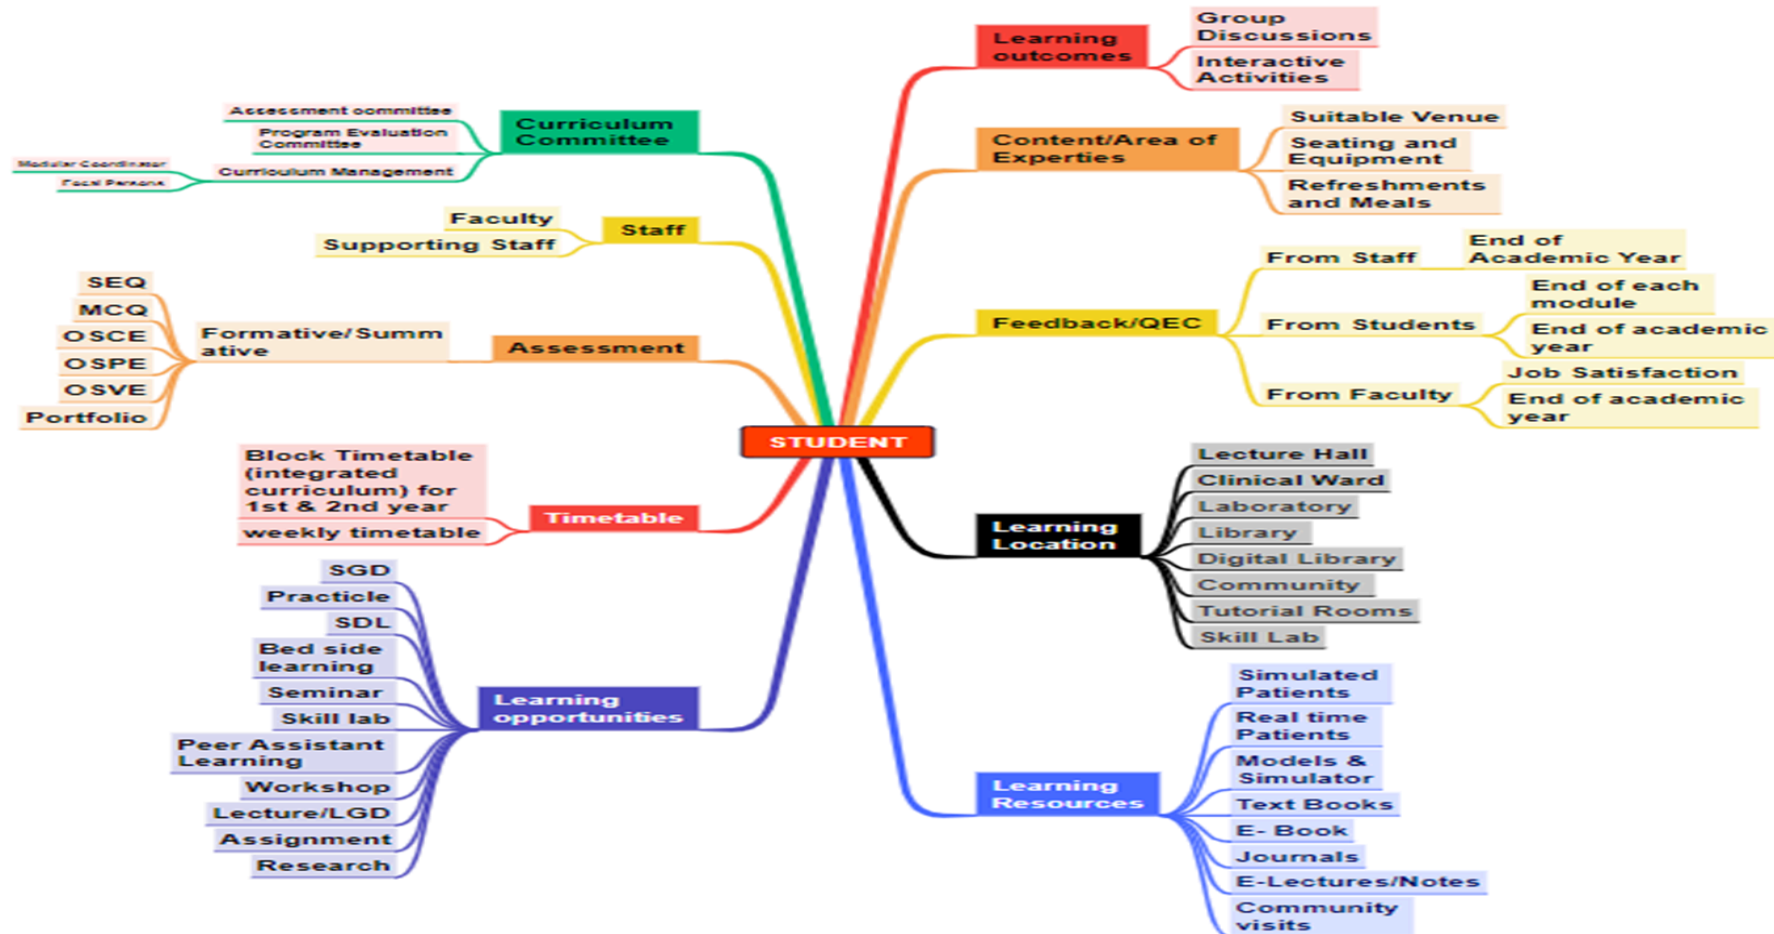 Group
Discussions
Learning
outcomes
Interactive
Activities
Assessment committee
Curriculum
Committee
Program Evaluation
Committee
Modular Coordinator
Focal Persons
Curriculum Management
Content/Area of
Experties
Suitable Venue
Seating and
Equipment
Refreshments
and Meals
Faculty
Supporting Staff
Staff
Feedback/QEC
From Staff
End of
Academic Year
From Students
End of each
module
End of academic
year
From Faculty
Job Satisfaction
End of academic
year
SEQ
MCQ
OSCE
OSPE
OSVE
Portfolio
Formative/Summ
ative
Assessment
STUDENT
Block Timetable
(integrated
curriculum) for
1st & 2nd year
weekly timetable
Timetable
Learning
Location
Lecture Hall
Clinical Ward
Laboratory
Library
Digital Library
Community
Tutorial Rooms
Skill Lab
SGD
Practicle
SDL
Bed side
learning
Seminar
Skill lab
Peer Assistant
Learning
Workshop
Lecture/LGD
Assignment
Research
Learning
opportunities
Learning
Resources
Simulated
Patients
Real time
Patients
Models &
Simulator
Text Books
E- Book
Journals
E-Lectures/Notes
Community
visits